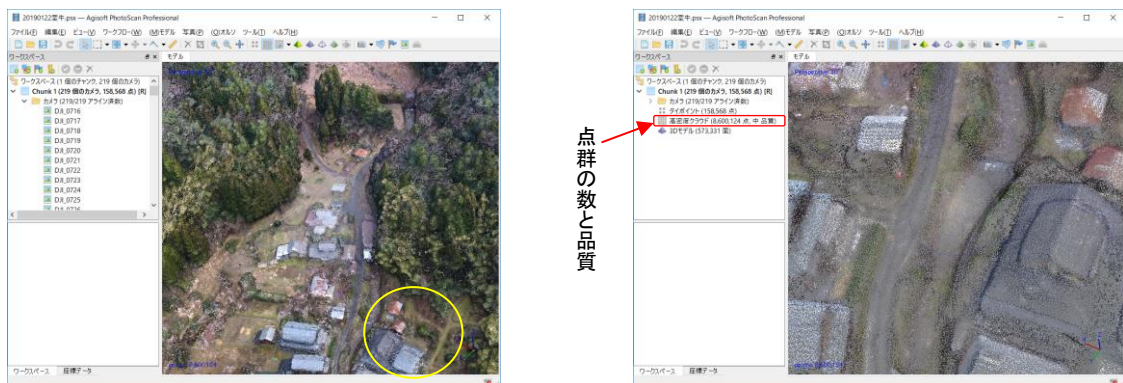 20190122室牛.psx — Agisoft PhotoScan Professional
ファイル(F) 編集(E) ビュー(V) ワークフロー(W) (M)モデル 写真(P) (O)オルソ ツール(T) ヘルプ(H)
ワークスペース
モデル
ワークスペース (1 個のチャンク, 219 個のカメラ)
Chunk 1 (219 個のカメラ, 158,568 点) [R]
カメラ (219/219 アライン済数)
DJI_0716
DJI_0717
DJI_0718
DJI_0719
DJI_0720
DJI_0721
DJI_0722
DJI_0723
DJI_0724
DJI_0725
DJI_0726
Perspective 30°
ワークスペース 座標データ
点群の数と品質
20190122室牛.psx — Agisoft PhotoScan Professional
ファイル(F) 編集(E) ビュー(V) ワークフロー(W) (M)モデル 写真(P) (O)オルソ ツール(T) ヘルプ(H)
ワークスペース
モデル
ワークスペース (1 個のチャンク, 219 個のカメラ)
Chunk 1 (219 個のカメラ, 158,568 点) [R]
カメラ (219/219 アライン済数)
タイポイント (158,568 点)
高密度クラウド (8,600,124 点, 中 品質)
3Dモデル (573,331 面)
Perspective 30°
ワークスペース 座標データ